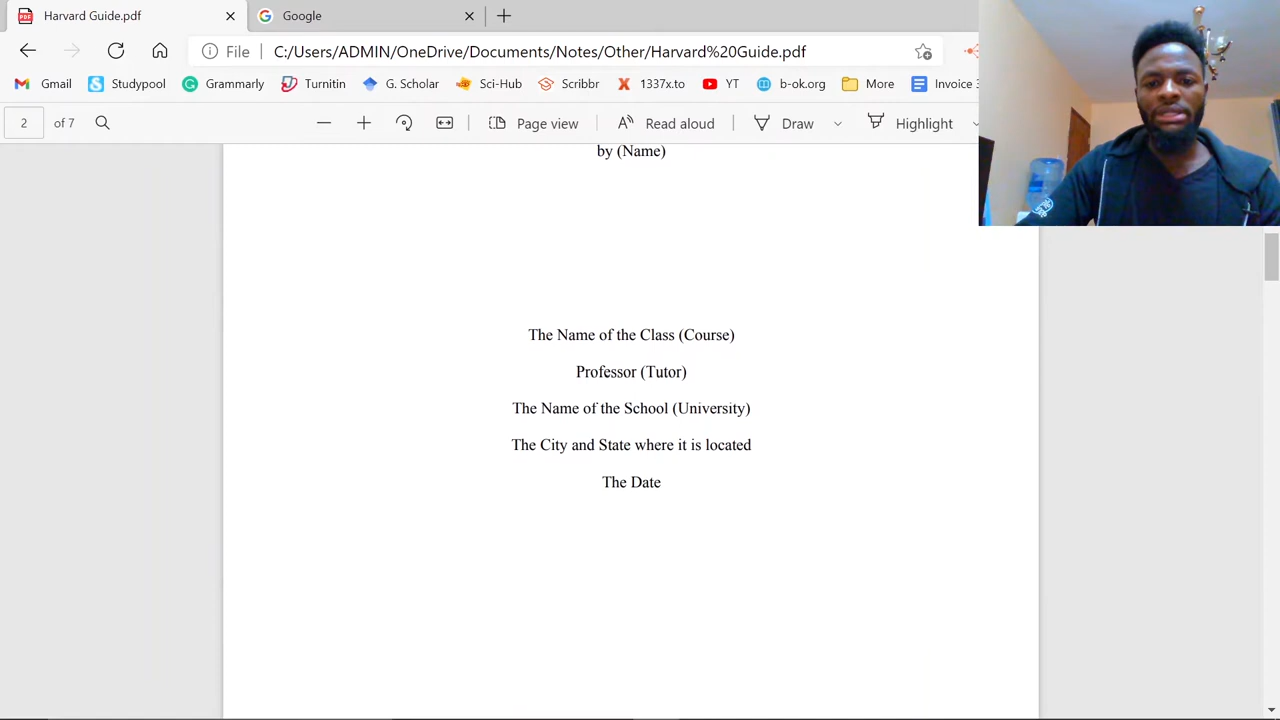 Harvard Guide.pdf
Google
File
C:/Users/ADMIN/OneDrive/Documents/Notes/Other/Harvard%20Guide.pdf
Gmail
Studypool
Grammarly
Turnitin
G. Scholar
Sci-Hub
Scribbr
1337x.to
YT
b-ok.org
More
Invoice 3
2 of 7
Page view
Read aloud
Draw
Highlight
by (Name)
The Name of the Class (Course)
Professor (Tutor)
The Name of the School (University)
The City and State where it is located
The Date